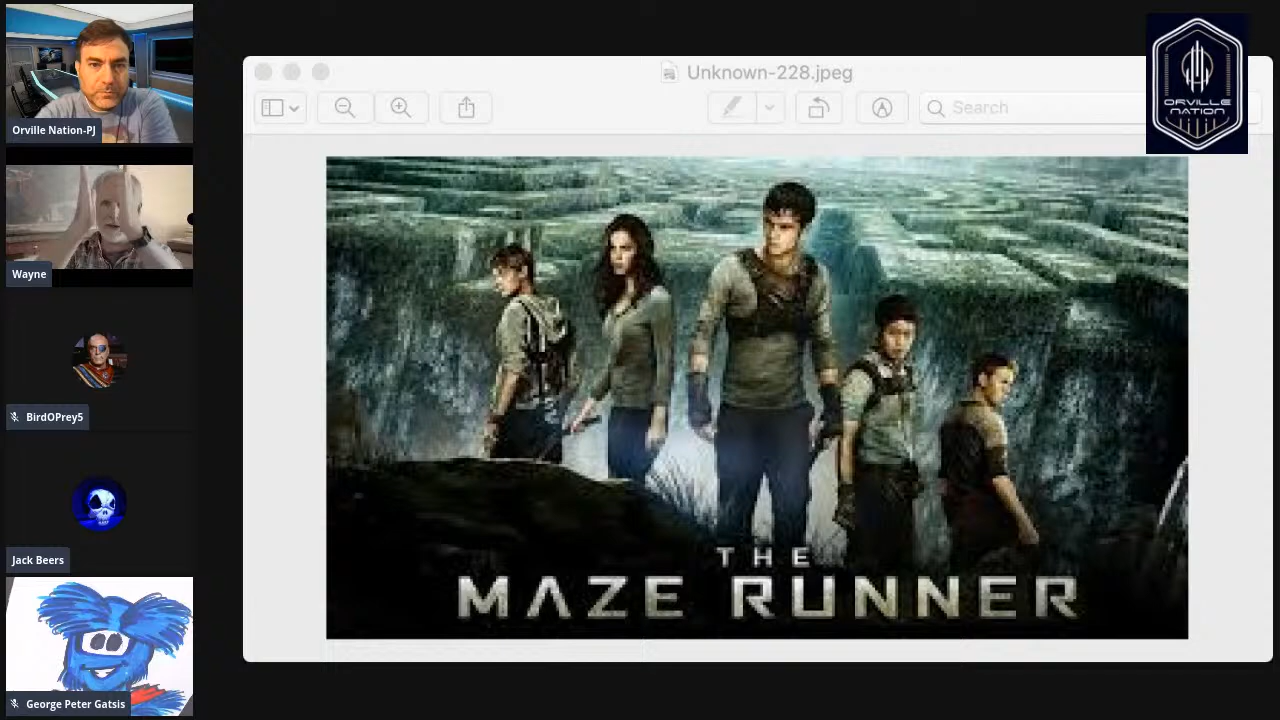 Orville Nation-PJ
Wayne
BirdOPrey5
Jack Beers
George Peter Gatsis
Unknown-228.jpeg
Search
ORVILLE
NATION
THE
MAZE RUNNER